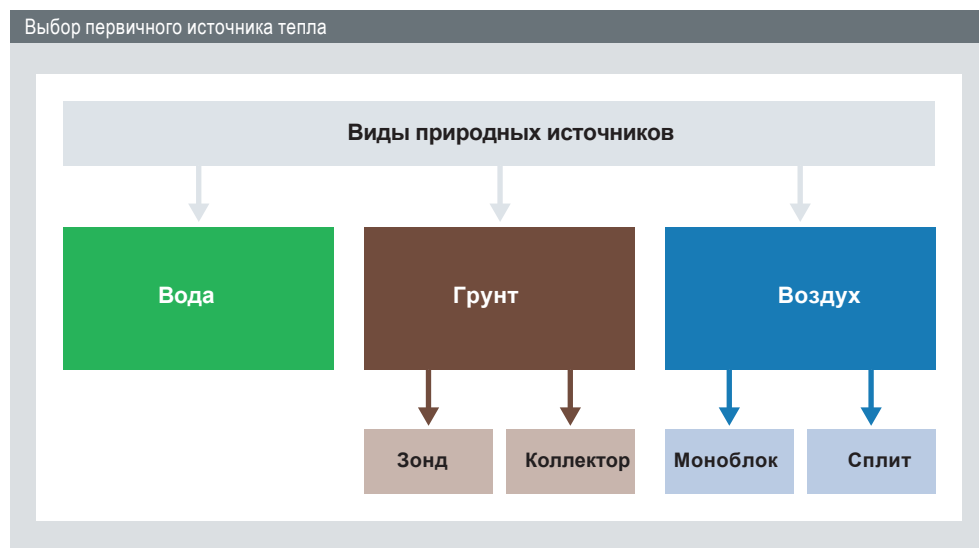 Выбор первичного источника тепла
Виды природных источников
Вода
Грунт
Воздух
Зонд
Коллектор
Моноблок
Сплит